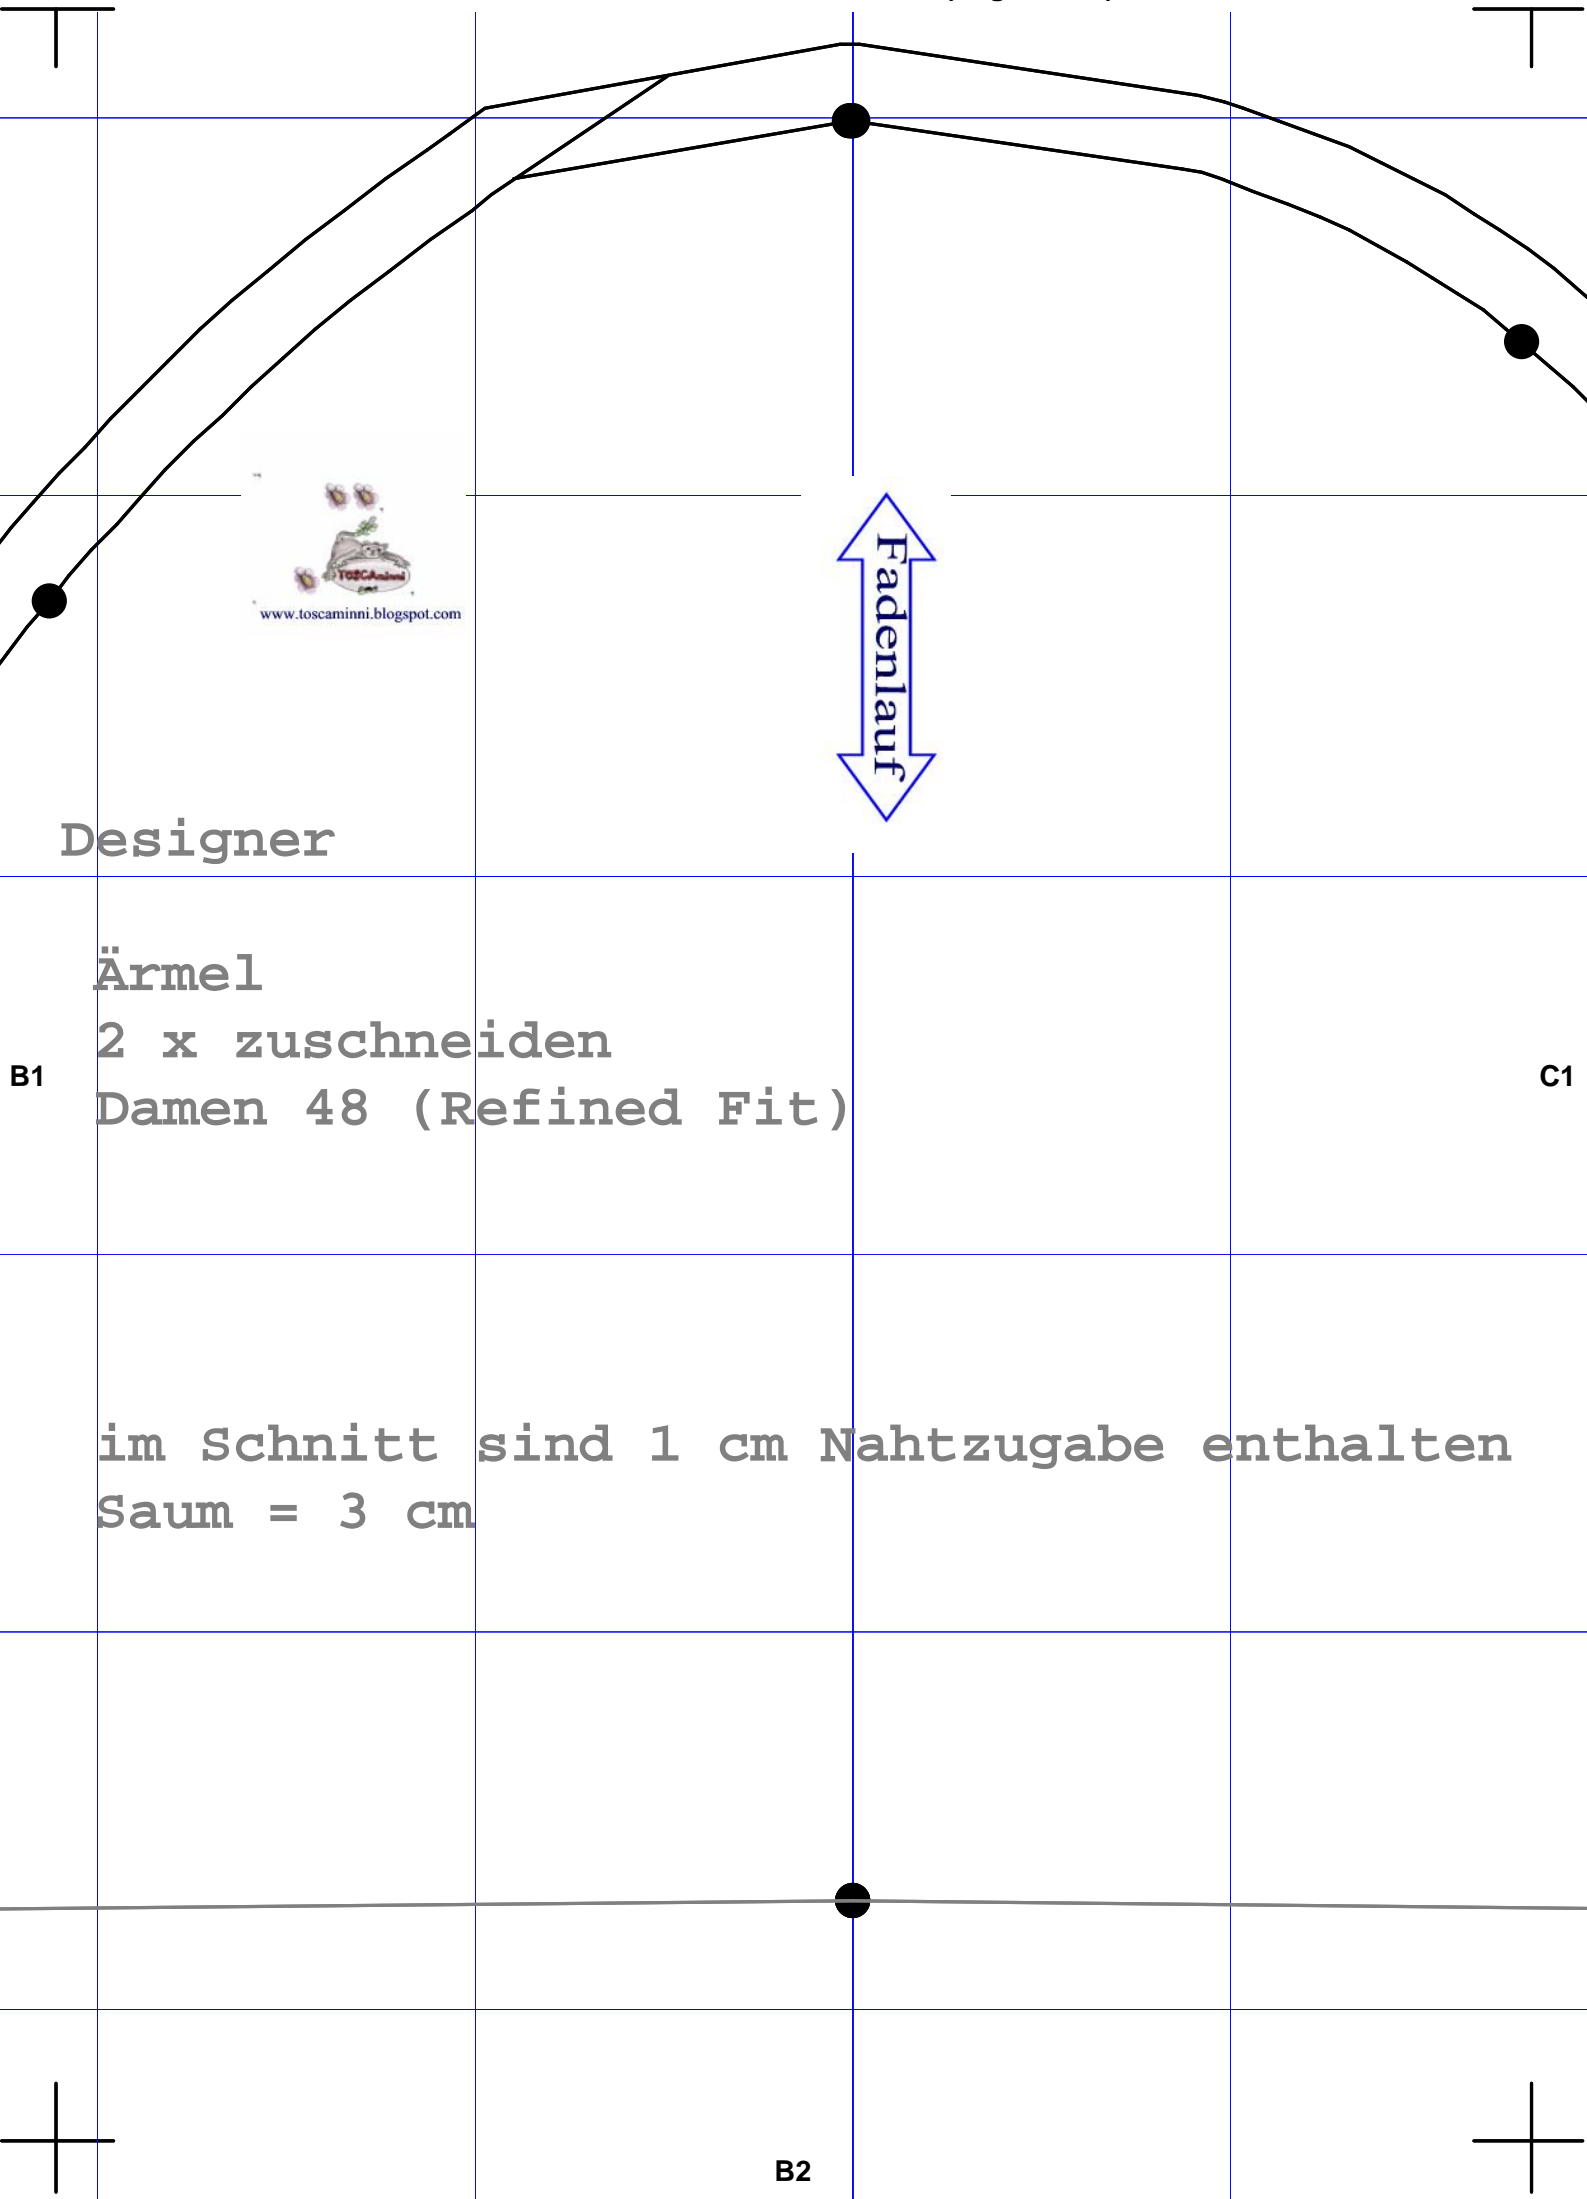 TOSCAminni
www.toscaminni.blogspot.com
Fadenlauf
Designer
Ärmel
2 x zuschneiden
B1
C1
Damen 48 (Refined Fit)
im Schnitt sind 1 cm Nahtzugabe enthalten
Saum = 3 cm
B2